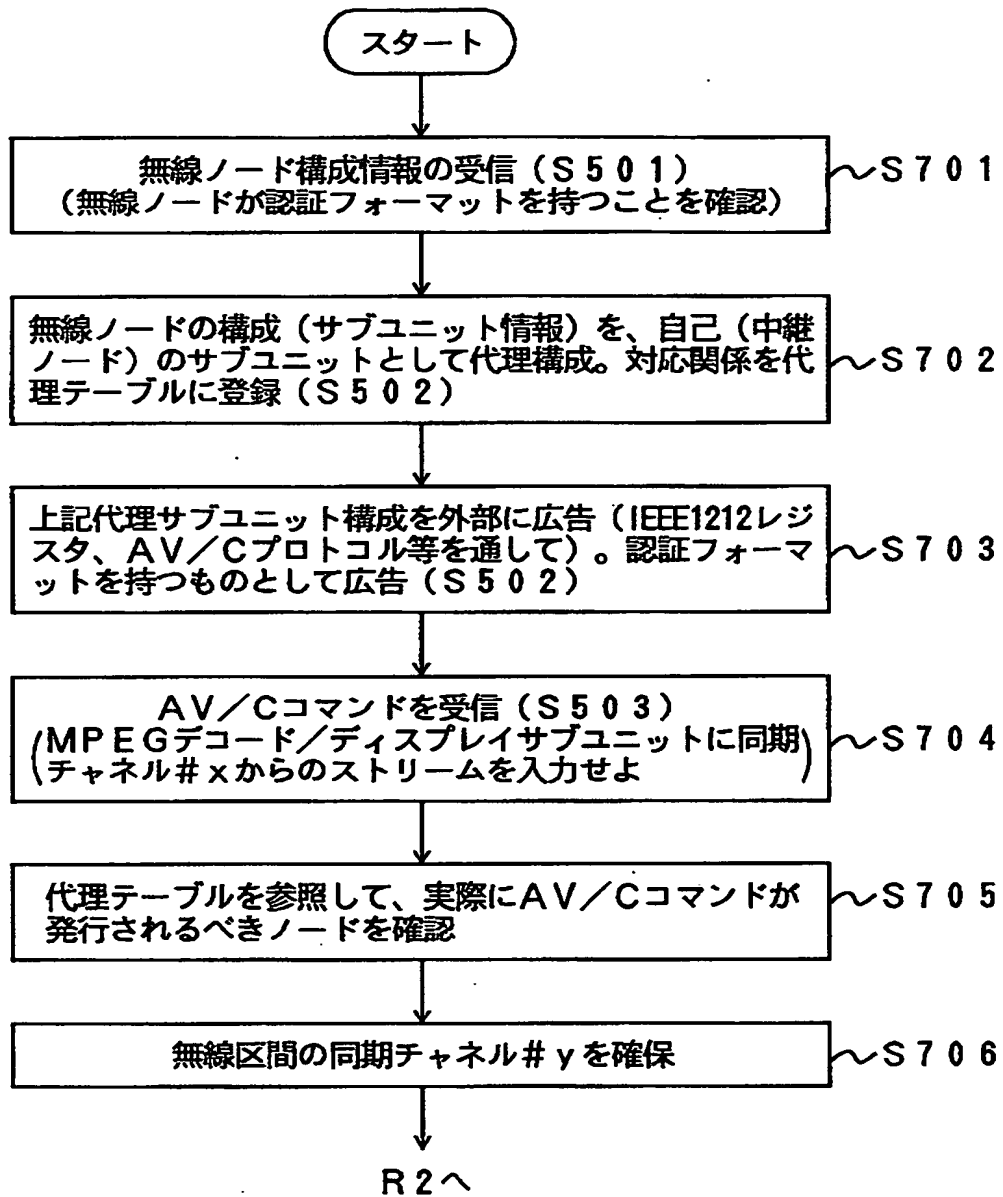 スタート
無線ノード構成情報の受信(S501)
(無線ノードが認証フォーマットを持つことを確認)
S701
無線ノードの構成(サブユニット情報)を、自己(中継
ノード)のサブユニットとして代理構成。対応関係を代
理テーブルに登録(S502)
S702
上記代理サブユニット構成を外部に広告(IEEE1212レジ
スタ、AV/Cプロトコル等を通して)。認証フォーマ
ットを持つものとして広告(S502)
S703
AV/Cコマンドを受信(S503)
(MPEGデコード/ディスプレイサブユニットに同期
チャネル#xからのストリームを入力せよ)
S704
代理テーブルを参照して、実際にAV/Cコマンドが
発行されるべきノードを確認
S705
無線区間の同期チャネル#yを確保
S706
R2へ